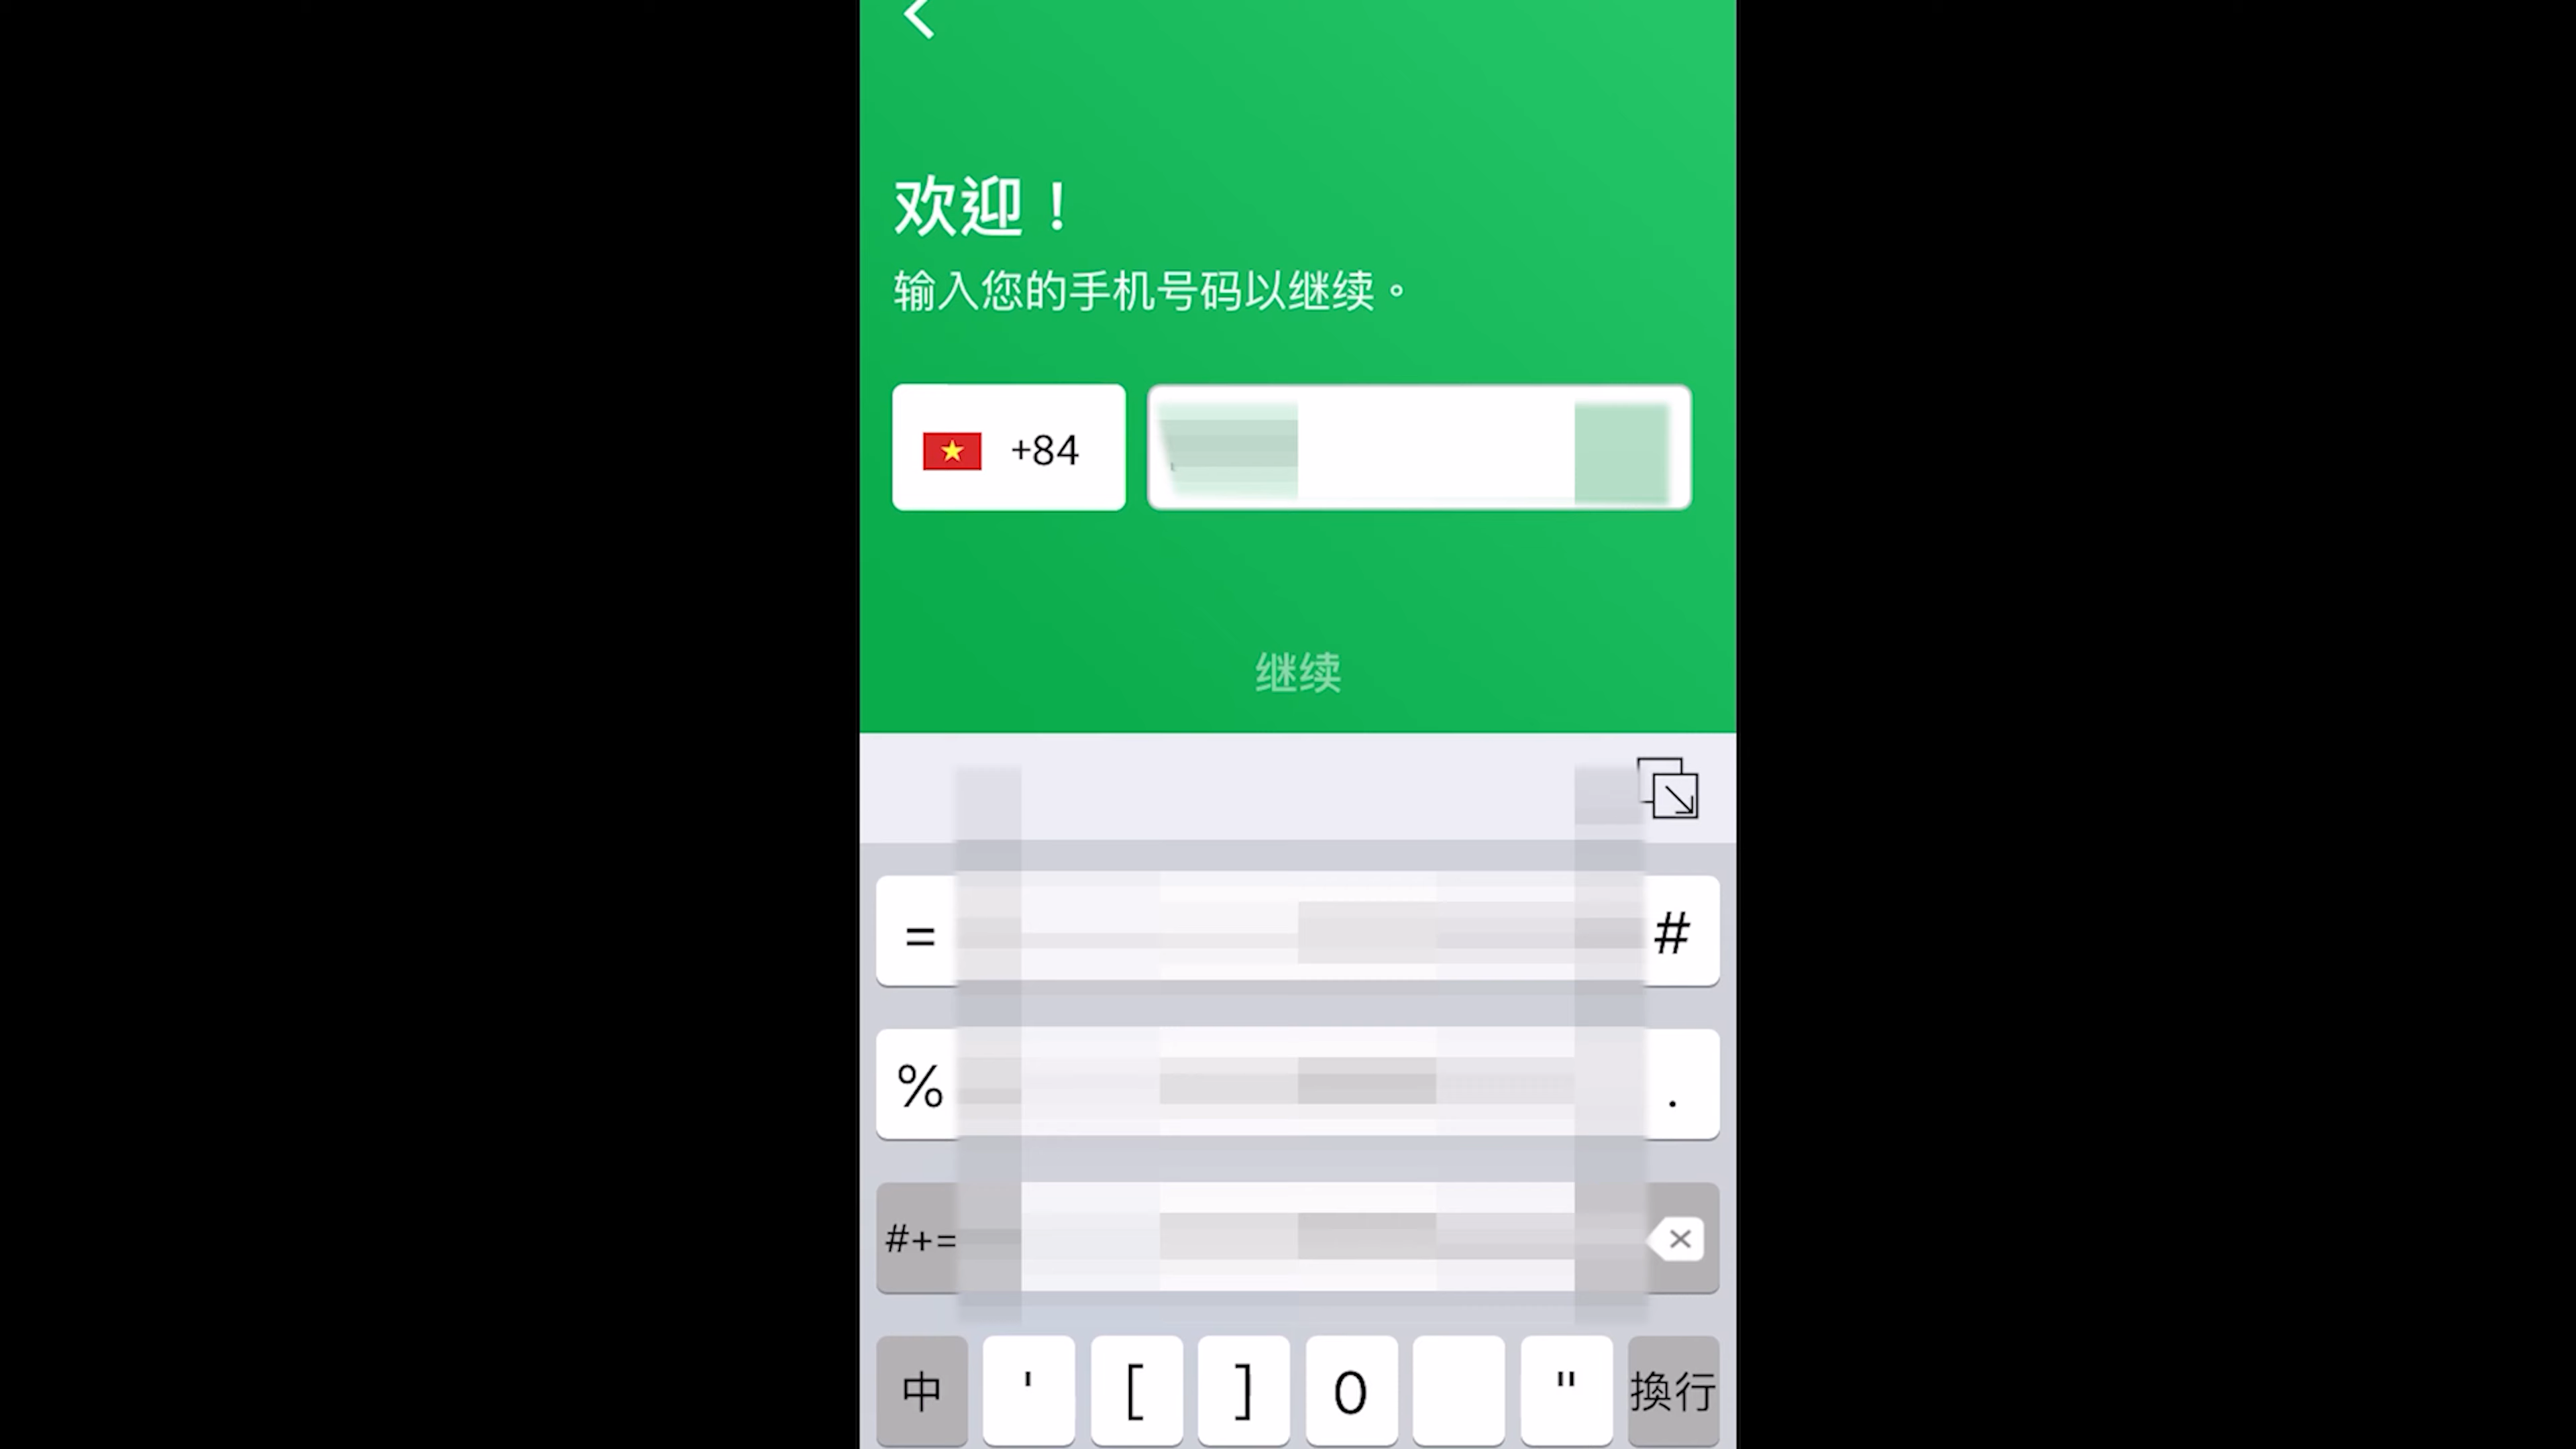 欢迎！
输入您的手机号码以继续。
+84
继续
= #
% .
#+=
中 ' [ ] 0 " 換行